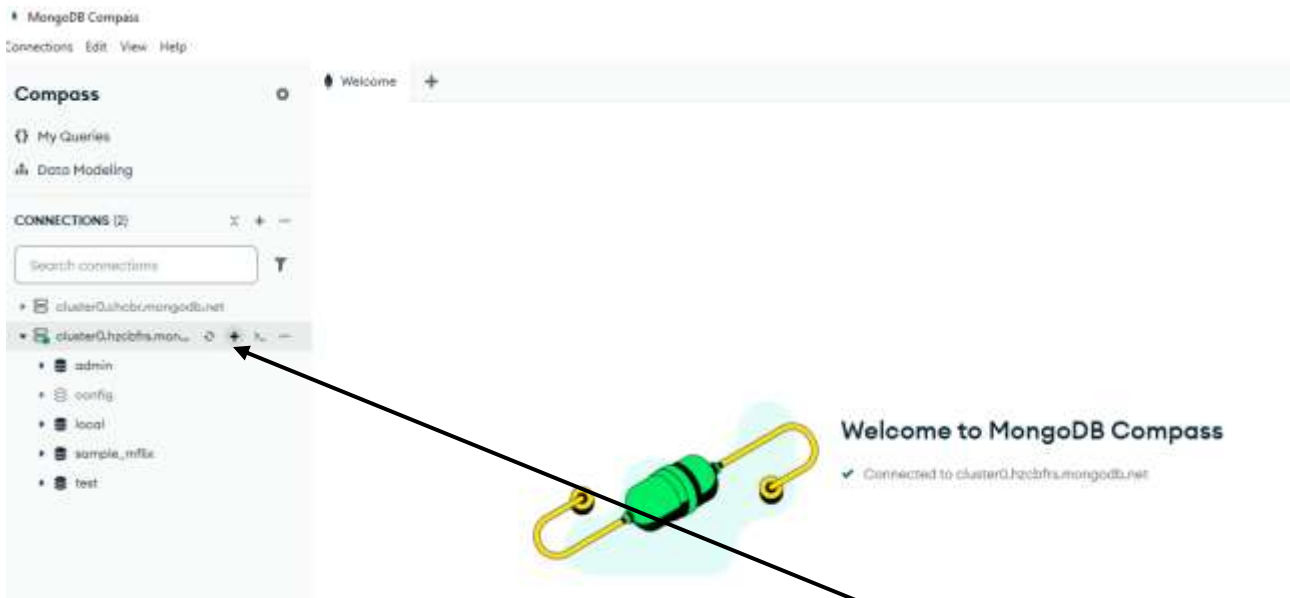 MongoDB Compass
Connections Edit View Help
Compass
Welcome +
{} My Queries
Data Modeling
CONNECTIONS (2)
Search connections
cluster0.hzcbfrs.mon...
admin
config
local
sample_mflix
test
Welcome to MongoDB Compass
Connected to cluster0.hzcbfrs.mongodb.net